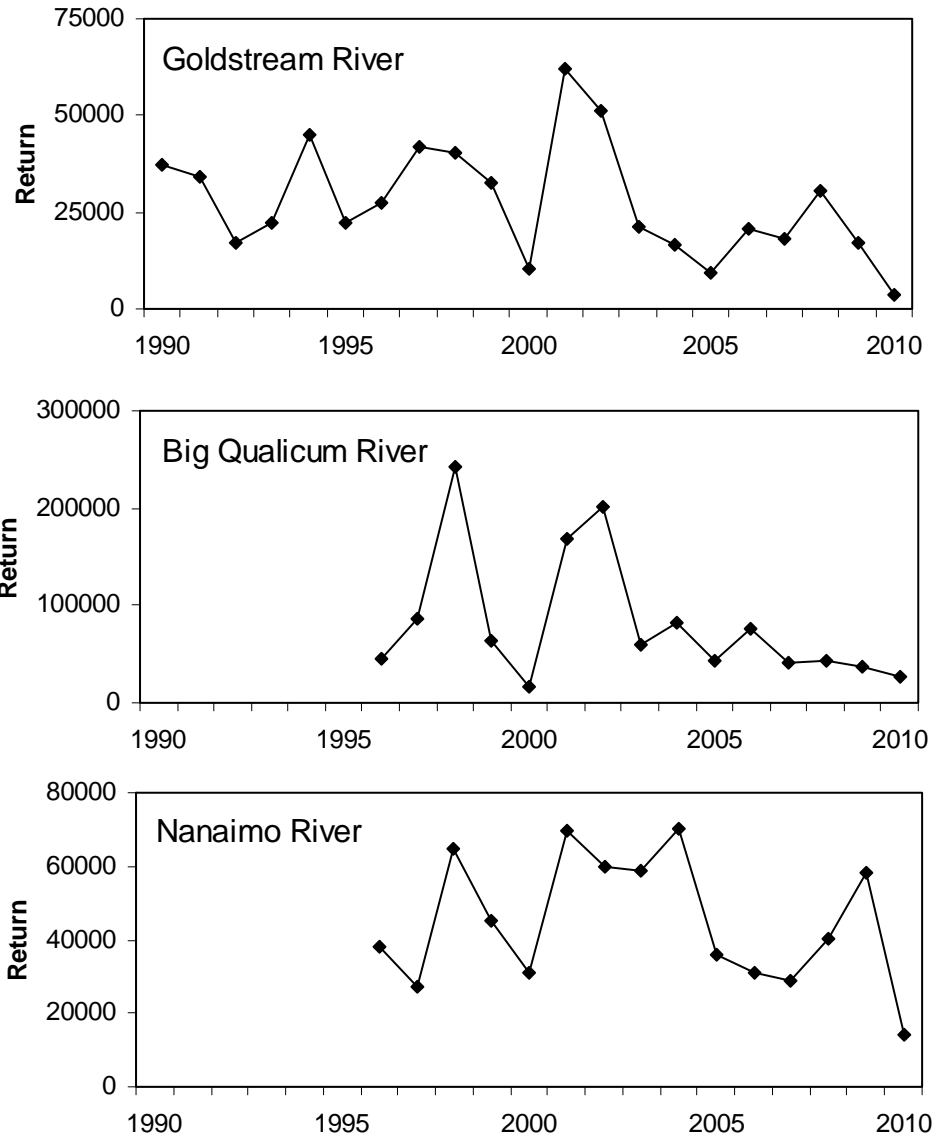 75000
Goldstream River
50000
Return
25000
0
1990 1995 2000 2005 2010
300000
Big Qualicum River
200000
Return
100000
0
1990 1995 2000 2005 2010
80000
Nanaimo River
60000
Return
40000
20000
0
1990 1995 2000 2005 2010